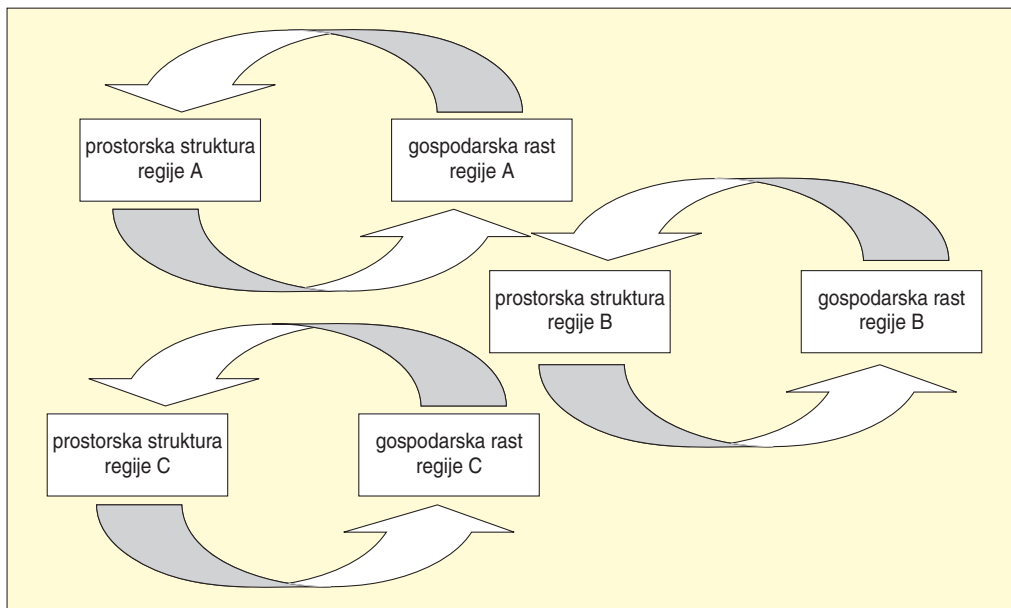 prostorska struktura
regije A
gospodarska rast
regije A
prostorska struktura
regije B
gospodarska rast
regije B
prostorska struktura
regije C
gospodarska rast
regije C